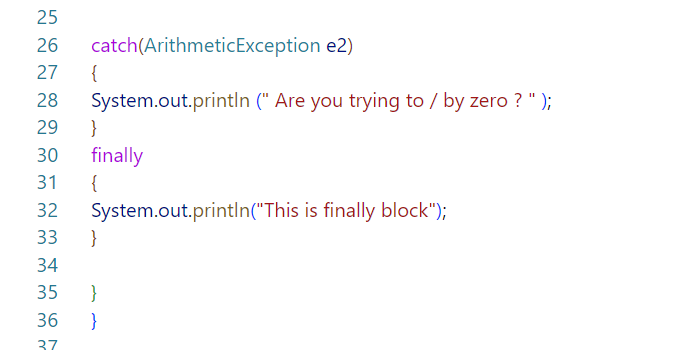 25
26 catch(ArithmeticException e2)
27 {
28 System.out.println (" Are you trying to / by zero ? " );
29 }
30 finally
31 {
32 System.out.println("This is finally block");
33 }
34
35 }
36 }
37